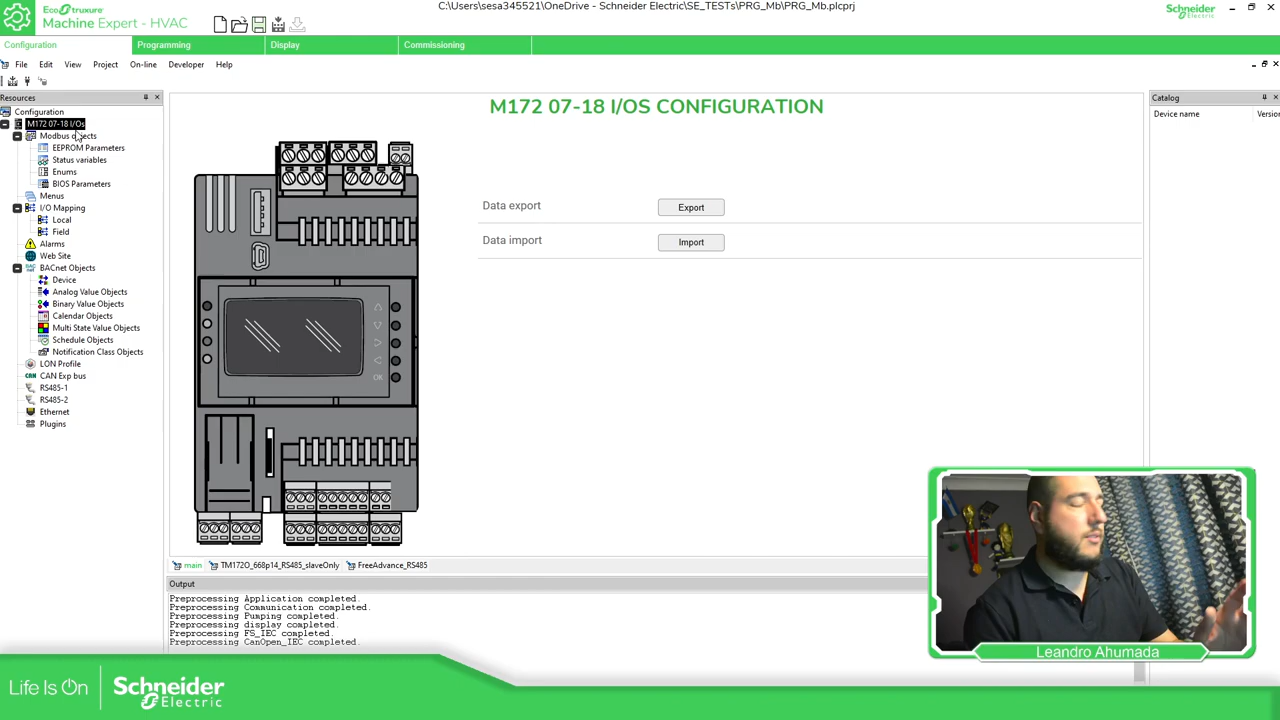 C:\Users\sesa345521\OneDrive - Schneider Electric\SE_TESTs\PRG_Mb\PRG_Mb.plcprj
EcoStruxure
Machine Expert - HVAC
Schneider
Electric
Configuration
Programming
Display
Commissioning
File Edit View Project On-line Developer Help
Resources
Configuration
M172 07-18 I/Os
Modbus objects
EEPROM Parameters
Status variables
Enums
BIOS Parameters
Menus
I/O Mapping
Local
Field
Alarms
Web Site
BACnet Objects
Device
Analog Value Objects
Binary Value Objects
Calendar Objects
Multi State Value Objects
Schedule Objects
Notification Class Objects
LON Profile
CAN Exp bus
RS485-1
RS485-2
Ethernet
Plugins
M172 07-18 I/OS CONFIGURATION
Data export Export
Data import Import
OK
Catalog
Device name
main TM172O_668p14_RS485_slaveOnly FreeAdvance_RS485
Output
Preprocessing Application completed.
Preprocessing Communication completed.
Preprocessing Pumping completed.
Preprocessing display completed.
Preprocessing FS_IEC completed.
Preprocessing CanOpen_IEC completed.
Leandro Ahumada
Life Is On
Schneider
Electric